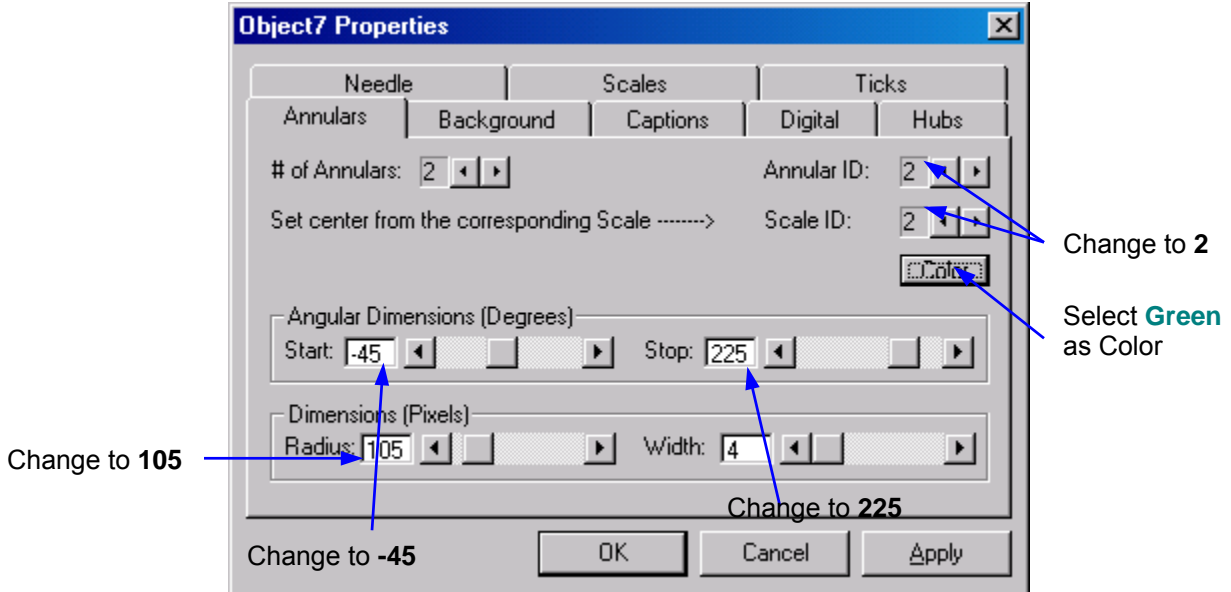 Object7 Properties
Needle Scales Ticks
Annulars Background Captions Digital Hubs
# of Annulars: 2 Annular ID: 2
Set center from the corresponding Scale --------> Scale ID: 2
Change to 2
Color...
Select Green
as Color
Angular Dimensions (Degrees)
Start: -45 Stop: 225
Dimensions (Pixels)
Radius: 105 Width: 4
Change to 105
Change to 225
Change to -45
OK Cancel Apply